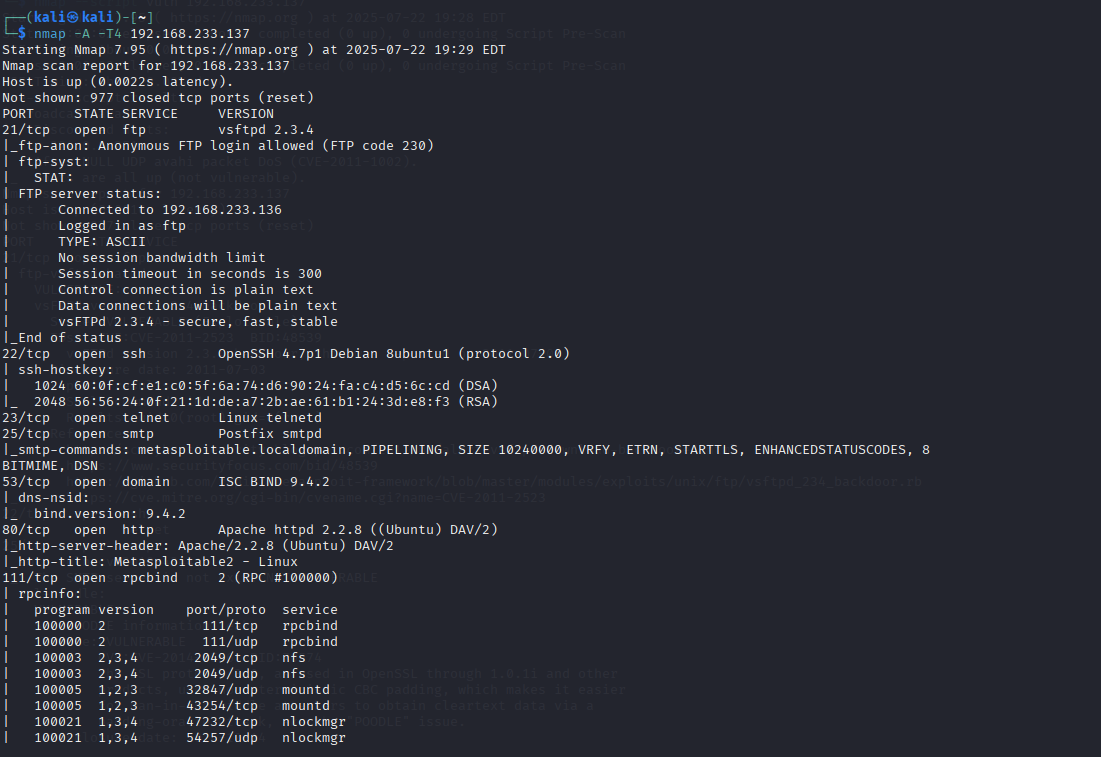 ┌──(kali㉿kali)-[~]
└─$ nmap -A -T4 192.168.233.137
Starting Nmap 7.95 ( https://nmap.org ) at 2025-07-22 19:29 EDT
Nmap scan report for 192.168.233.137
Host is up (0.0022s latency).
Not shown: 977 closed tcp ports (reset)
PORT     STATE SERVICE     VERSION
21/tcp   open  ftp         vsftpd 2.3.4
|_ftp-anon: Anonymous FTP login allowed (FTP code 230)
| ftp-syst:
|   STAT:
| FTP server status:
|      Connected to 192.168.233.136
|      Logged in as ftp
|      TYPE: ASCII
|      No session bandwidth limit
|      Session timeout in seconds is 300
|      Control connection is plain text
|      Data connections will be plain text
|      vsFTPd 2.3.4 - secure, fast, stable
|_End of status
22/tcp   open  ssh         OpenSSH 4.7p1 Debian 8ubuntu1 (protocol 2.0)
| ssh-hostkey:
|   1024 60:0f:cf:e1:c0:5f:6a:74:d6:90:24:fa:c4:d5:6c:cd (DSA)
|_  2048 56:56:24:0f:21:1d:de:a7:2b:ae:61:b1:24:3d:e8:f3 (RSA)
23/tcp   open  telnet      Linux telnetd
25/tcp   open  smtp        Postfix smtpd
|_smtp-commands: metasploitable.localdomain, PIPELINING, SIZE 10240000, VRFY, ETRN, STARTTLS, ENHANCEDSTATUSCODES, 8
BITMIME, DSN
53/tcp   open  domain      ISC BIND 9.4.2
| dns-nsid:
|_  bind.version: 9.4.2
80/tcp   open  http        Apache httpd 2.2.8 ((Ubuntu) DAV/2)
|_http-server-header: Apache/2.2.8 (Ubuntu) DAV/2
|_http-title: Metasploitable2 - Linux
111/tcp  open  rpcbind     2 (RPC #100000)
| rpcinfo:
|   program version    port/proto  service
|   100000  2            111/tcp   rpcbind
|   100000  2            111/udp   rpcbind
|   100003  2,3,4       2049/tcp   nfs
|   100003  2,3,4       2049/udp   nfs
|   100005  1,2,3      32847/udp   mountd
|   100005  1,2,3      43254/tcp   mountd
|   100021  1,3,4      47232/tcp   nlockmgr
|   100021  1,3,4      54257/udp   nlockmgr